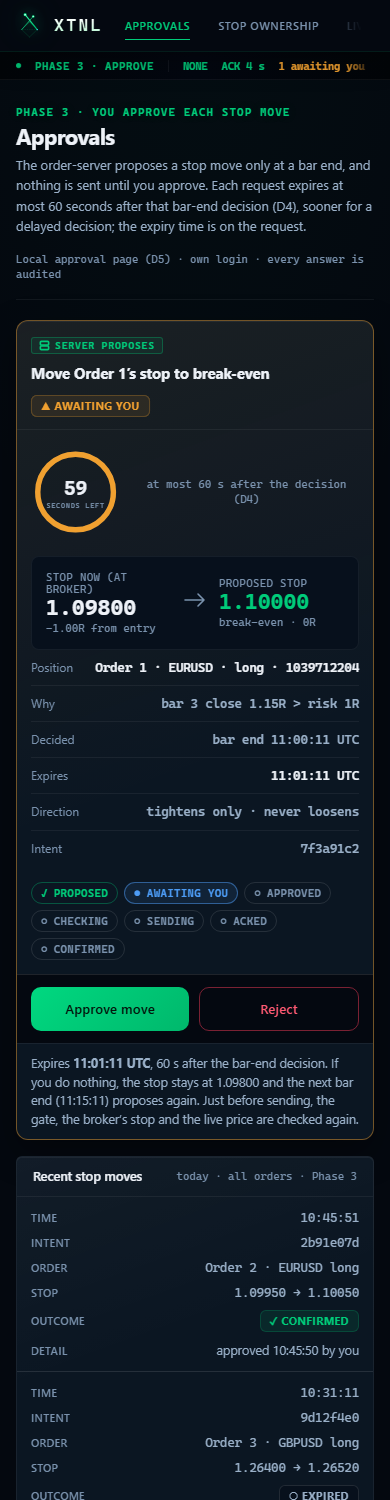 XTNL APPROVALS STOP OWNERSHIP
PHASE 3 · APPROVE NONE ACK 4 s 1 awaiting you
PHASE 3 · YOU APPROVE EACH STOP MOVE
Approvals
The order-server proposes a stop move only at a bar end, and
nothing is sent until you approve. Each request expires at
most 60 seconds after that bar-end decision (D4), sooner for a
delayed decision; the expiry time is on the request.
Local approval page (D5) · own login · every answer is
audited
SERVER PROPOSES
Move Order 1's stop to break-even
AWAITING YOU
59
SECONDS LEFT
at most 60 s after the decision
(D4)
STOP NOW (AT
BROKER)
1.09800
−1.00R from entry
→
PROPOSED STOP
1.10000
break-even · 0R
Position Order 1 · EURUSD · long · 1039712204
Why bar 3 close 1.15R > risk 1R
Decided bar end 11:00:11 UTC
Expires 11:01:11 UTC
Direction tightens only · never loosens
Intent 7f3a91c2
✓ PROPOSED ● AWAITING YOU ○ APPROVED
○ CHECKING ○ SENDING ○ ACKED
○ CONFIRMED
Approve move Reject
Expires 11:01:11 UTC, 60 s after the bar-end decision. If
you do nothing, the stop stays at 1.09800 and the next bar
end (11:15:11) proposes again. Just before sending, the
gate, the broker's stop and the live price are checked again.
Recent stop moves today · all orders · Phase 3
TIME 10:45:51
INTENT 2b91e07d
ORDER Order 2 · EURUSD long
STOP 1.09950 → 1.10050
OUTCOME ✓ CONFIRMED
DETAIL approved 10:45:50 by you
TIME 10:31:11
INTENT 9d12f4e0
ORDER Order 3 · GBPUSD long
STOP 1.26400 → 1.26520
OUTCOME ○ EXPIRED